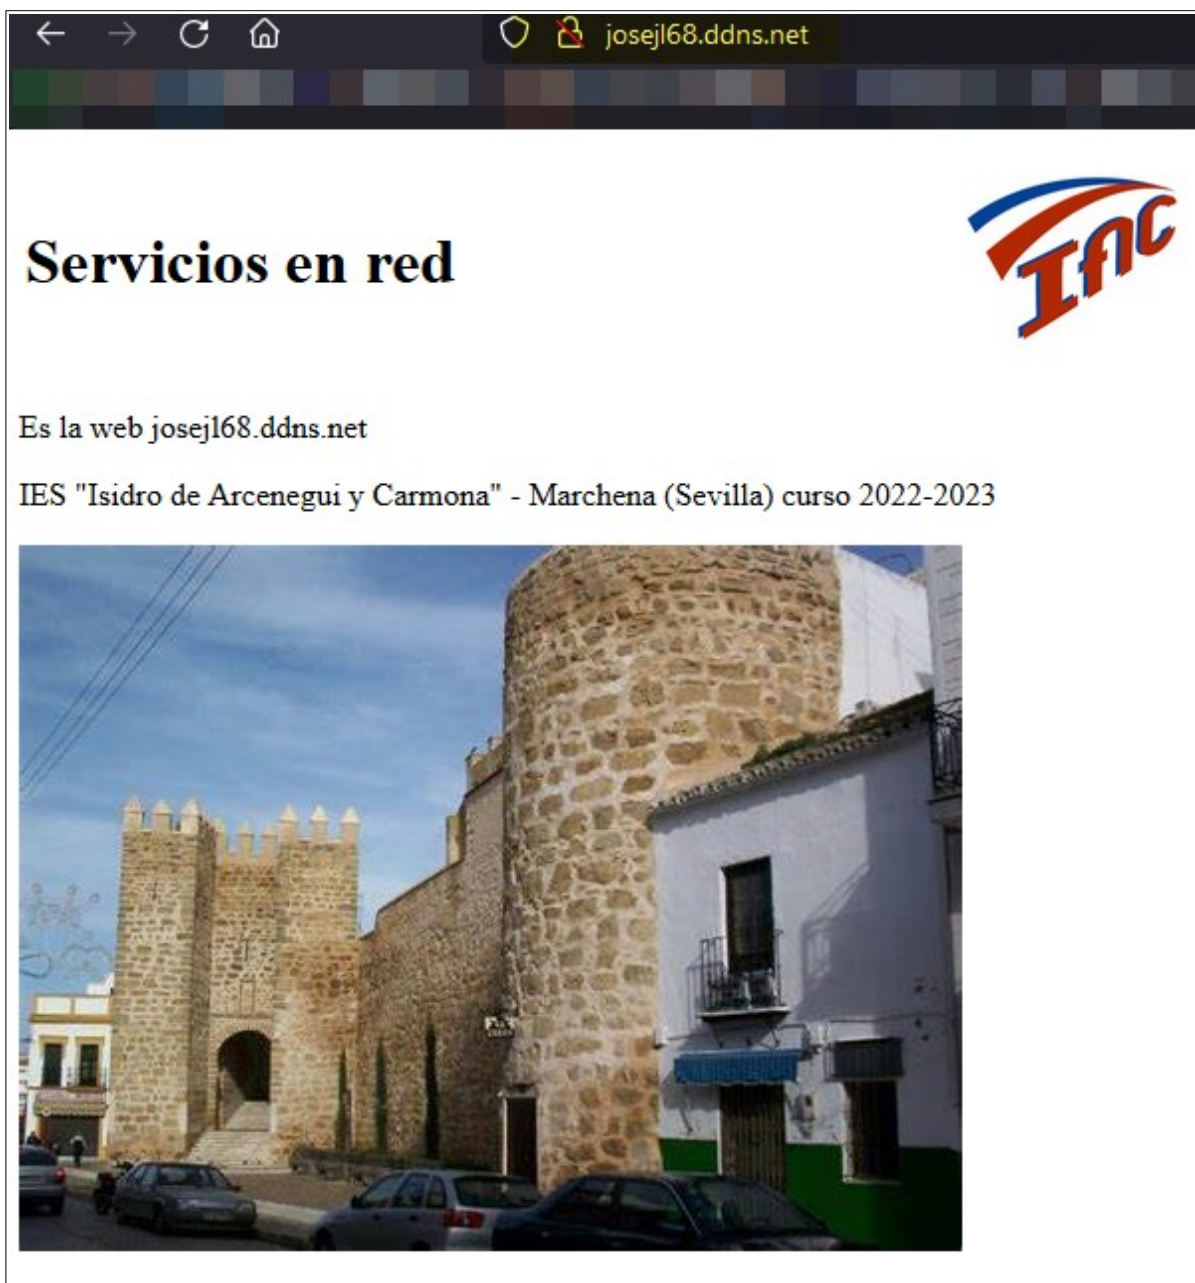 josejl68.ddns.net
Servicios en red
IAC
Es la web josejl68.ddns.net
IES "Isidro de Arcenegui y Carmona" - Marchena (Sevilla) curso 2022-2023